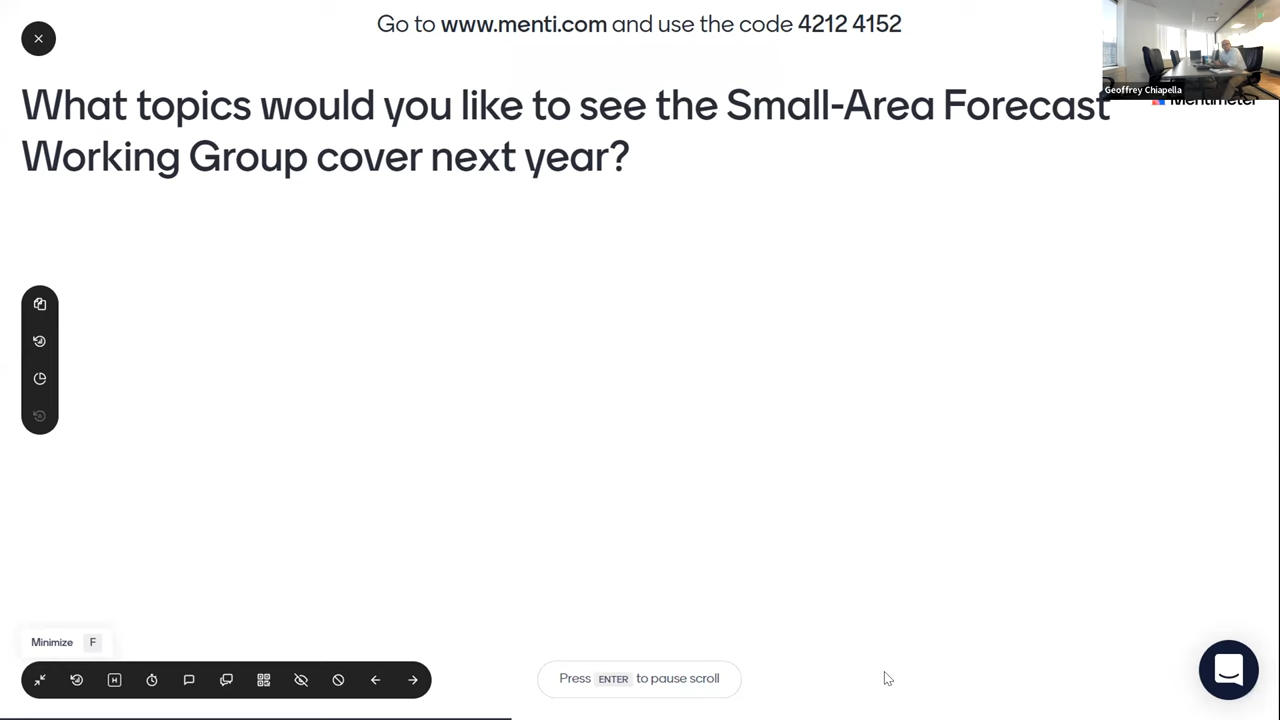 Go to www.menti.com and use the code 4212 4152
Geoffrey Chiapella
Mentimeter
What topics would you like to see the Small-Area Forecast
Working Group cover next year?
Minimize F
H
Press ENTER to pause scroll